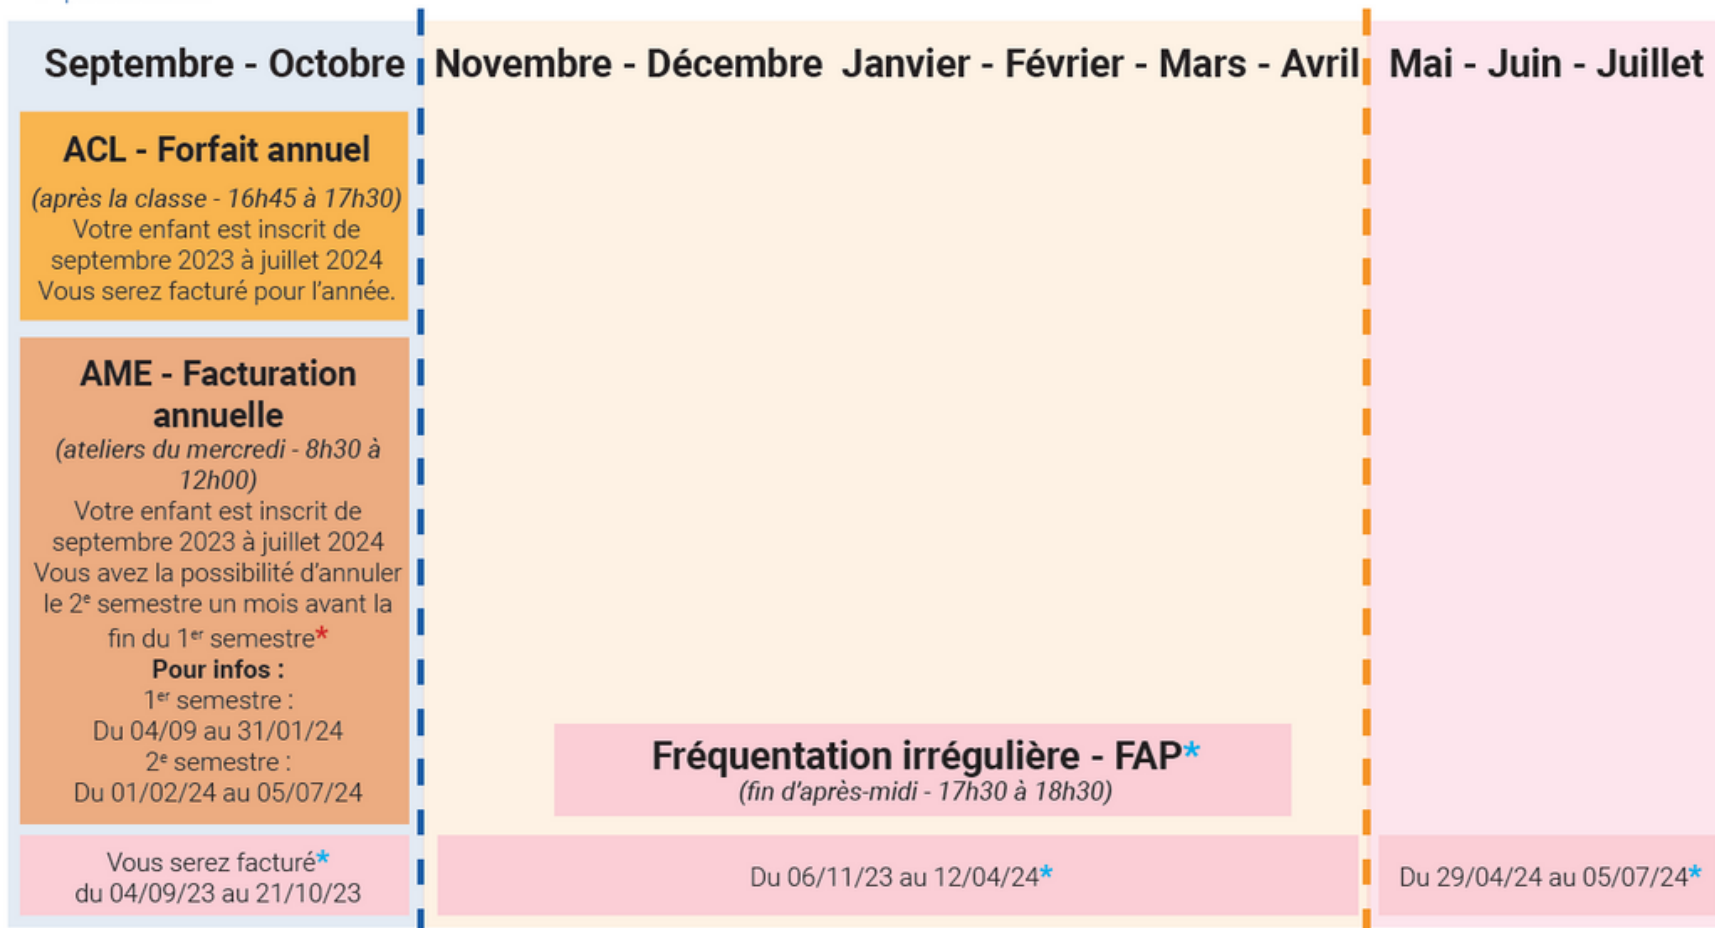 Septembre - Octobre
Novembre - Décembre Janvier - Février - Mars - Avril
Mai - Juin - Juillet
ACL - Forfait annuel
(après la classe - 16h45 à 17h30)
Votre enfant est inscrit de
septembre 2023 à juillet 2024
Vous serez facturé pour l'année.
AME - Facturation
annuelle
(ateliers du mercredi - 8h30 à
12h00)
Votre enfant est inscrit de
septembre 2023 à juillet 2024
Vous avez la possibilité d'annuler
le 2e semestre un mois avant la
fin du 1er semestre*
Pour infos :
1er semestre :
Du 04/09 au 31/01/24
2e semestre :
Du 01/02/24 au 05/07/24
Fréquentation irrégulière - FAP*
(fin d'après-midi - 17h30 à 18h30)
Vous serez facturé*
du 04/09/23 au 21/10/23
Du 06/11/23 au 12/04/24*
Du 29/04/24 au 05/07/24*